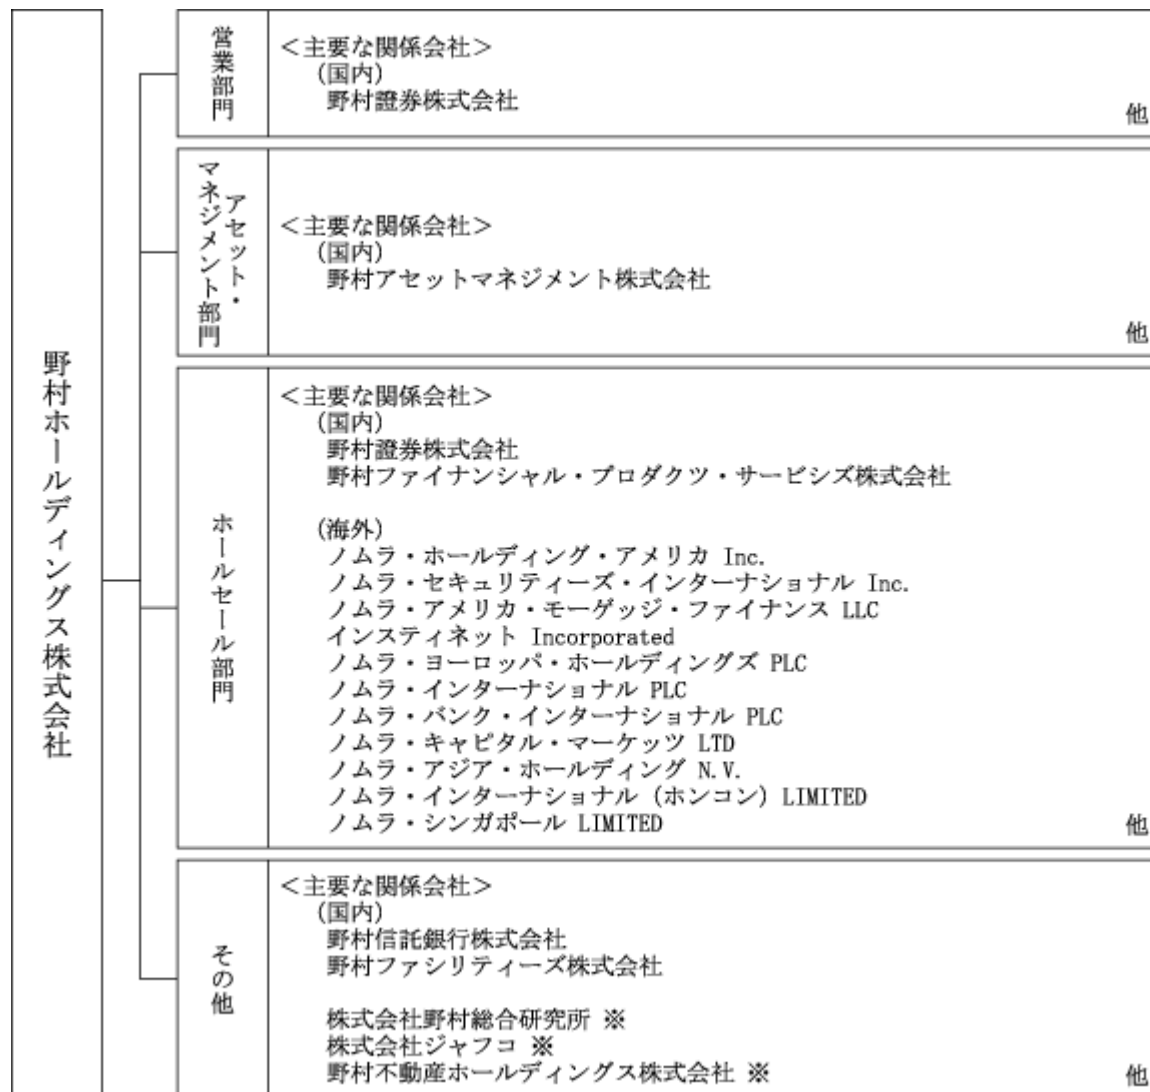 野村ホールディングス株式会社
営業部門
＜主要な関係会社＞
(国内)
野村證券株式会社
他
アセット・
マネジメント部門
＜主要な関係会社＞
(国内)
野村アセットマネジメント株式会社
他
ホールセール部門
＜主要な関係会社＞
(国内)
野村證券株式会社
野村ファイナンシャル・プロダクツ・サービシズ株式会社
(海外)
ノムラ・ホールディング・アメリカ Inc.
ノムラ・セキュリティーズ・インターナショナル Inc.
ノムラ・アメリカ・モーゲッジ・ファイナンス LLC
インスティネット Incorporated
ノムラ・ヨーロッパ・ホールディングズ PLC
ノムラ・インターナショナル PLC
ノムラ・バンク・インターナショナル PLC
ノムラ・キャピタル・マーケッツ LTD
ノムラ・アジア・ホールディング N.V.
ノムラ・インターナショナル (ホンコン) LIMITED
ノムラ・シンガポール LIMITED
他
その他
＜主要な関係会社＞
(国内)
野村信託銀行株式会社
野村ファシリティーズ株式会社
株式会社野村総合研究所 ※
株式会社ジャフコ ※
野村不動産ホールディングス株式会社 ※
他